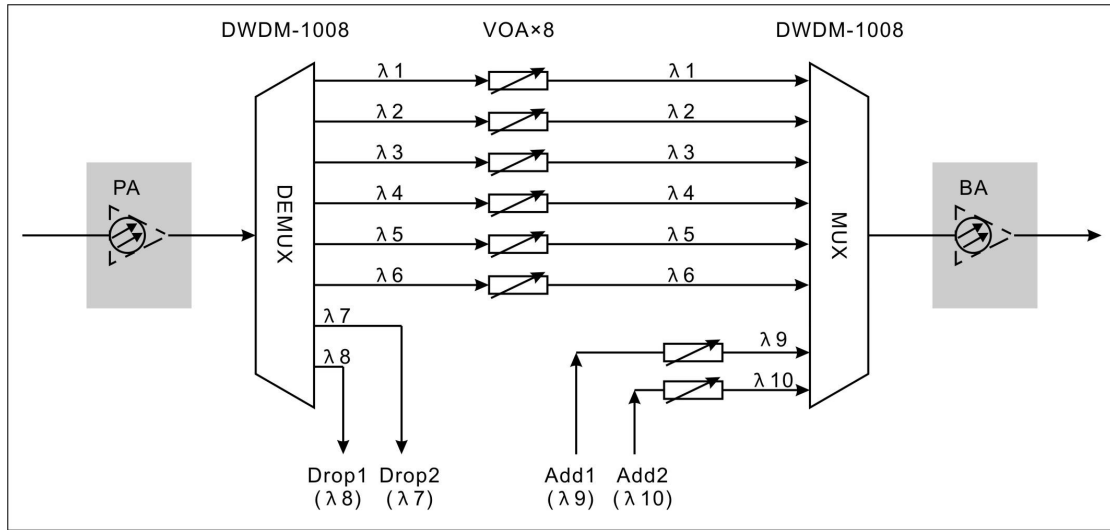 DWDM-1008 VOA×8 DWDM-1008
λ1 λ1
λ2 λ2
λ3 λ3
PA BA
λ4 λ4
DEMUX MUX
λ5 λ5
λ6 λ6
λ7
λ9
λ8
λ10
Drop1 Drop2 Add1 Add2
(λ8) (λ7) (λ9) (λ10)